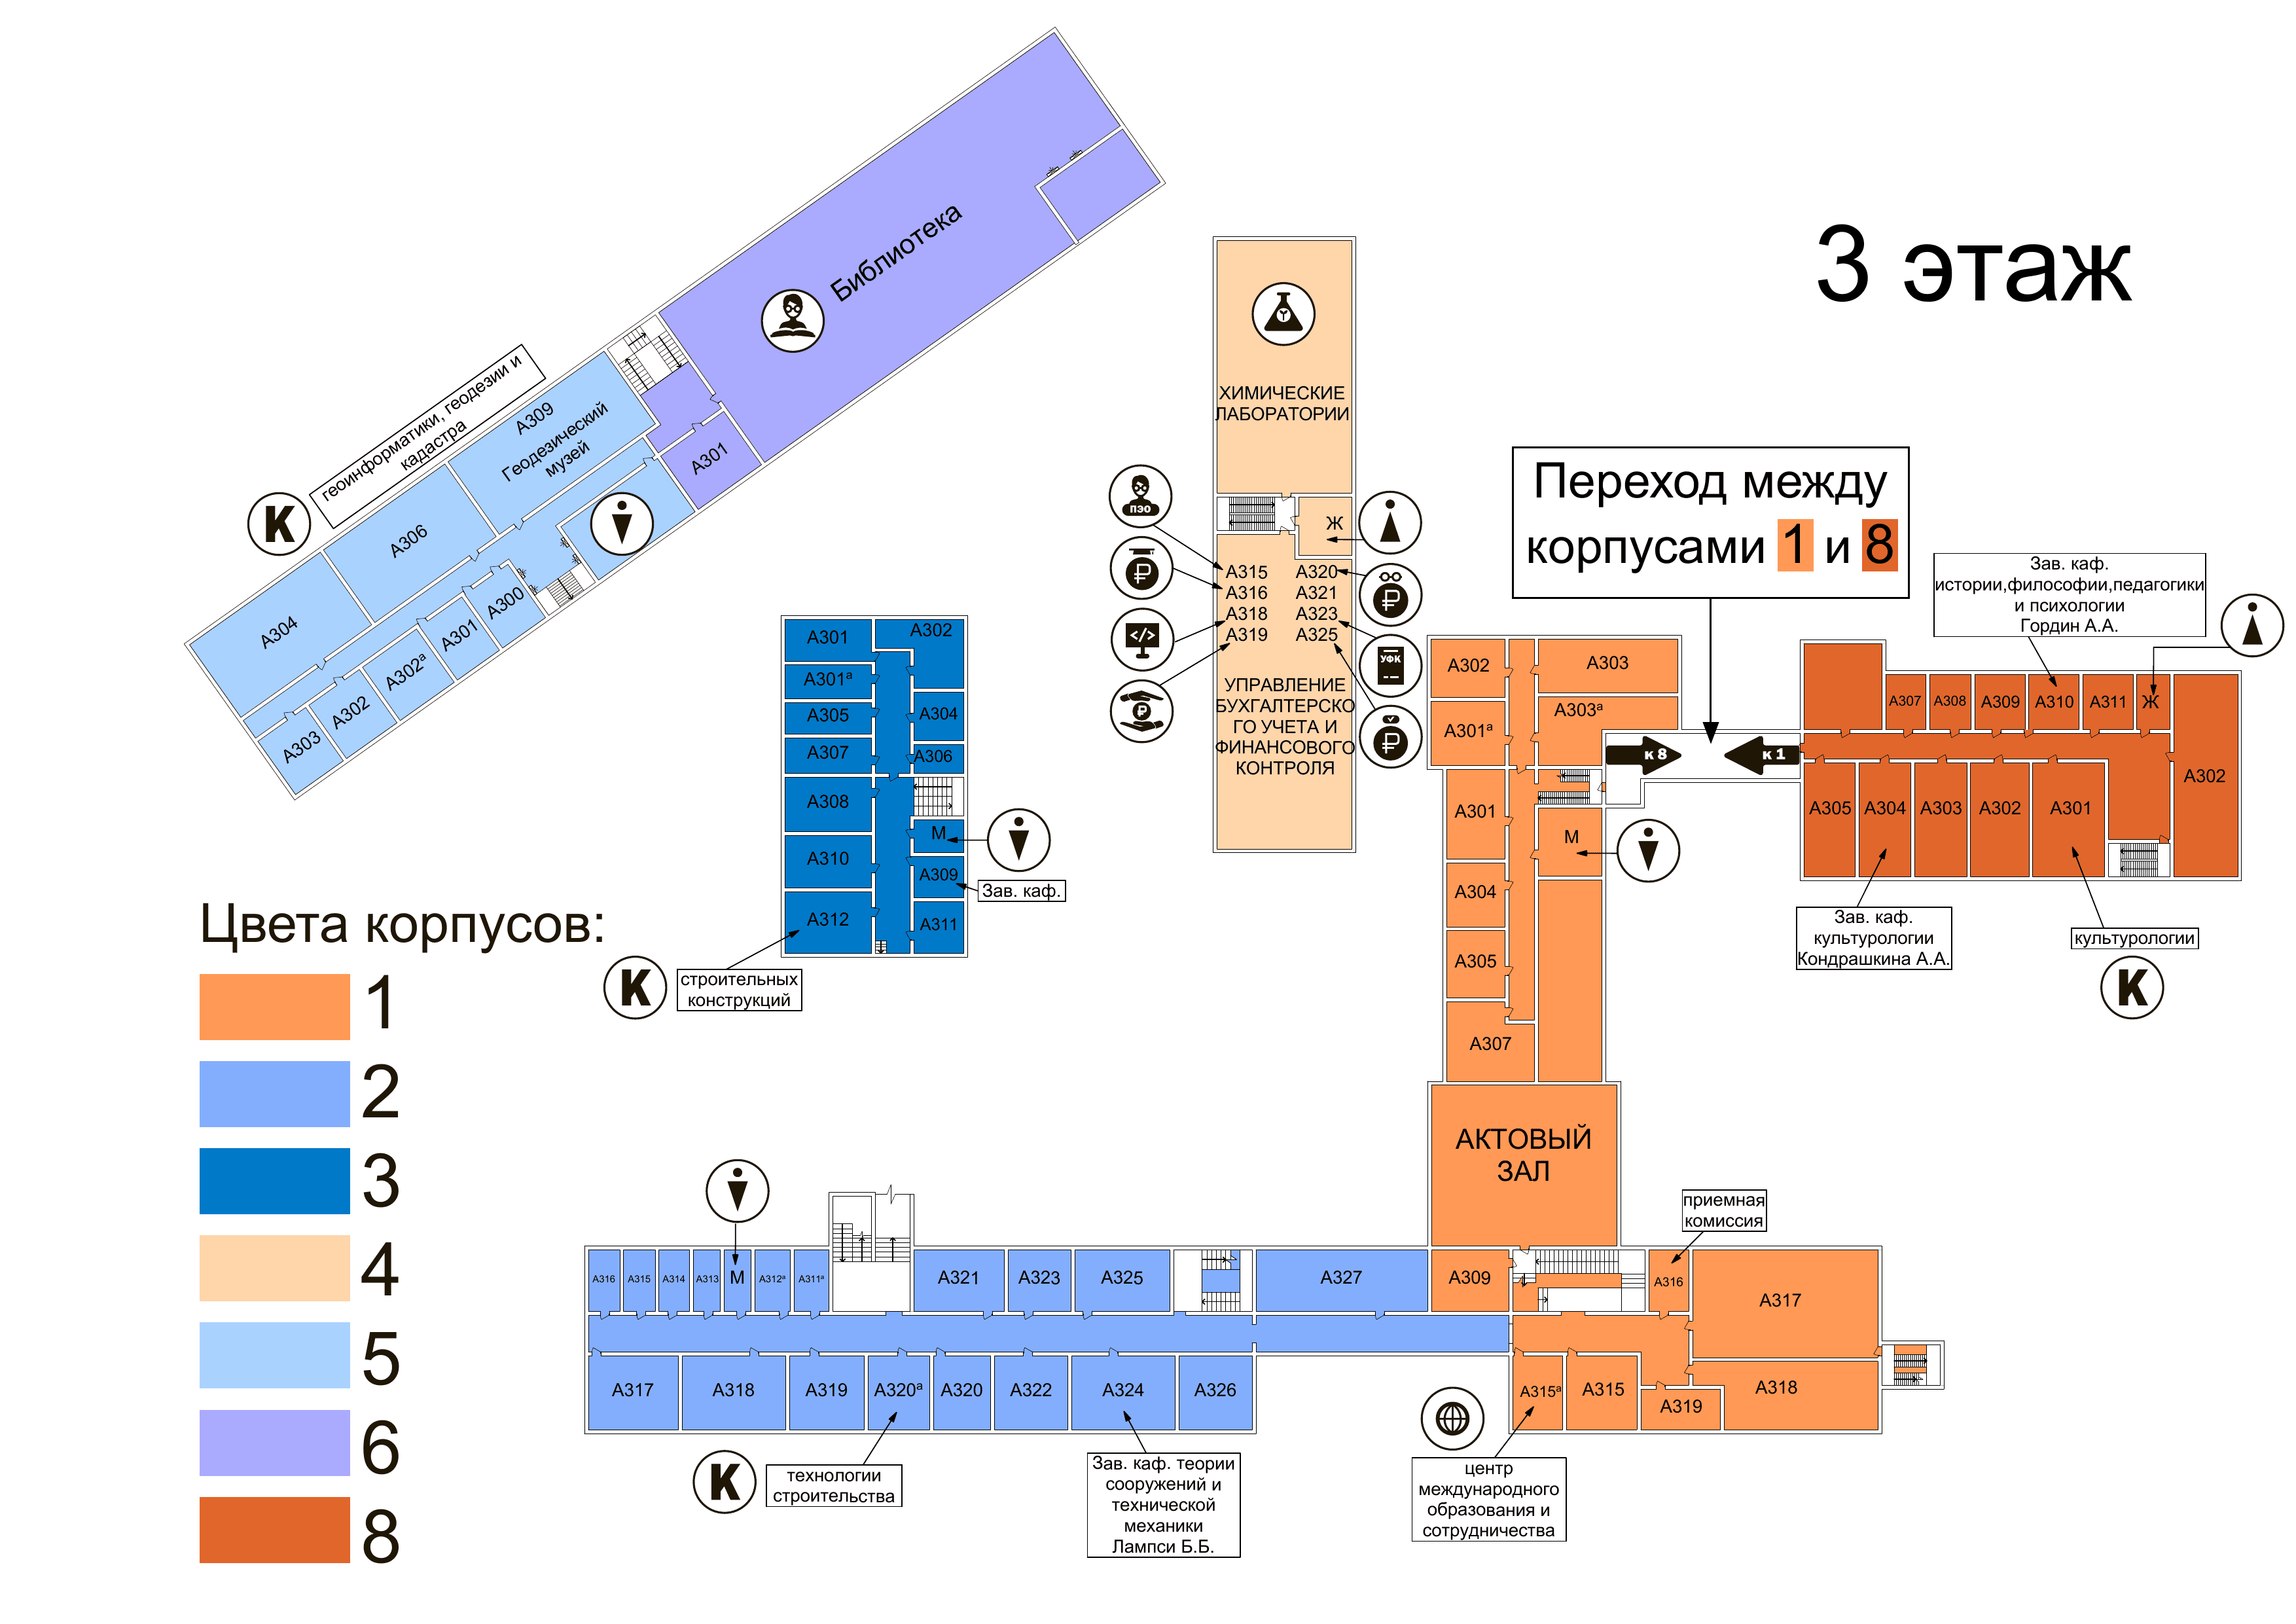 3 этаж
Библиотека
геоинформатики, геодезии и
кадастра
К
А309
Геодезический
музей
А306
А304
А301
А300
А301
А302ª
А302
А303
ХИМИЧЕСКИЕ
ЛАБОРАТОРИИ
Ж
ПЭО
А315
А316
А318
А319
А320
А321
А323
А325
</>
УФК
УПРАВЛЕНИЕ
БУХГАЛТЕРСКО
ГО УЧЕТА И
ФИНАНСОВОГО
КОНТРОЛЯ
Переход между
корпусами 1 и 8
к 8
к 1
Зав. каф.
истории,философии,педагогики
и психологии
Гордин А.А.
А307
А308
А309
А310
А311
Ж
А302
А305
А304
А303
А302
А301
Зав. каф.
культурологии
Кондрашкина А.А.
культурологии
К
А301
А302
А301ª
А305
А304
А307
А306
А308
М
А310
А309
Зав. каф.
А312
А311
К
строительных
конструкций
А302
А303
А301ª
А303ª
А301
М
А304
А305
А307
АКТОВЫЙ
ЗАЛ
приемная
комиссия
А309
А316
А317
А315ª
А315
А319
А318
центр
международного
образования и
сотрудничества
А316
А315
А314
А313
М
А312ª
А311ª
А321
А323
А325
А327
А317
А318
А319
А320ª
А320
А322
А324
А326
К
технологии
строительства
Зав. каф. теории
сооружений и
технической
механики
Лампси Б.Б.
Цвета корпусов:
1
2
3
4
5
6
8